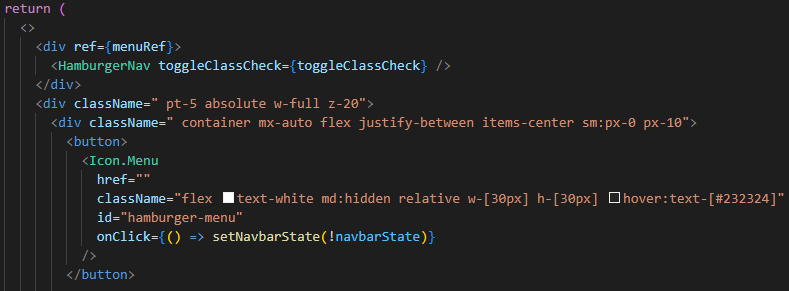 return (
<>
<div ref={menuRef}>
<HamburgerNav toggleClassCheck={toggleClassCheck} />
</div>
<div className=" pt-5 absolute w-full z-20">
<div className=" container mx-auto flex justify-between items-center sm:px-0 px-10">
<button>
<Icon.Menu
href=""
className="flex text-white md:hidden relative w-[30px] h-[30px] hover:text-[#232324]"
id="hamburger-menu"
onClick={() => setNavbarState(!navbarState)}
/>
</button>